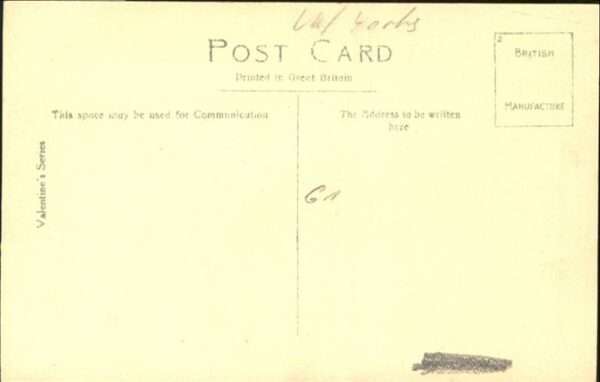 POST CARD
Printed in Great Britain
2
BRITISH
MANUFACTURE
This space may be used for Communication
The Address to be written
here
Valentine's Series